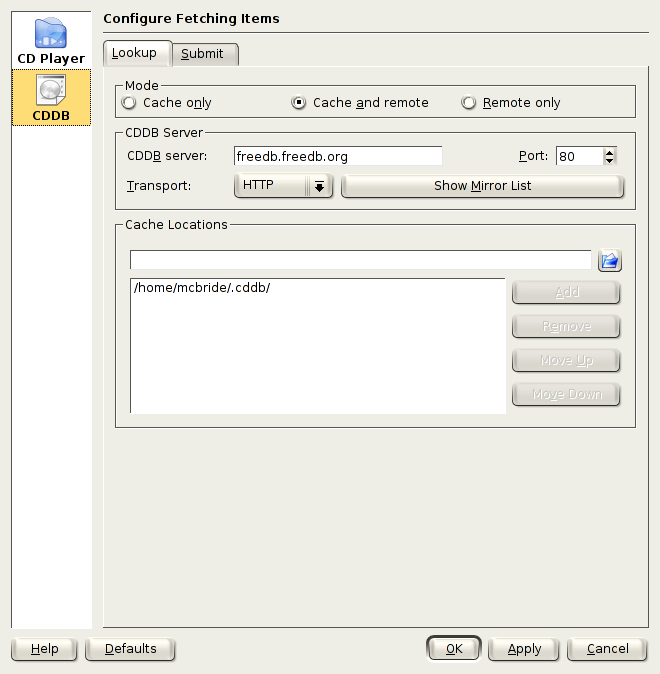 Configure Fetching Items
CD Player
CDDB
Lookup
Submit
Mode
Cache only
Cache and remote
Remote only
CDDB Server
CDDB server:
freedb.freedb.org
Port:
80
Transport:
HTTP
Show Mirror List
Cache Locations
/home/mcbride/.cddb/
Add
Remove
Move Up
Move Down
Help
Defaults
OK
Apply
Cancel